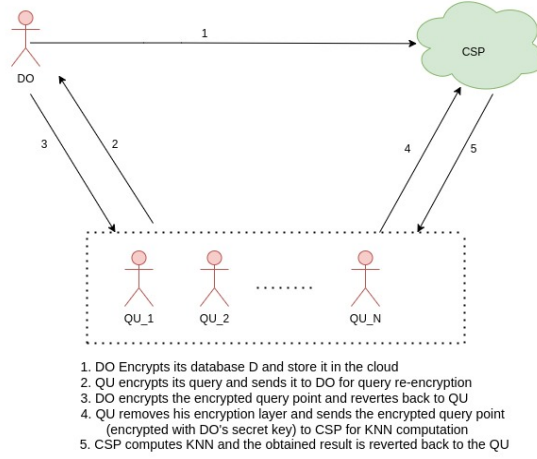 1
DO
CSP
3
2
4
5
QU_1
QU_2
QU_N
1. DO Encrypts its database D and store it in the cloud
2. QU encrypts its query and sends it to DO for query re-encryption
3. DO encrypts the encrypted query point and reverts back to QU
4. QU removes his encryption layer and sends the encrypted query point
(encrypted with DO's secret key) to CSP for KNN computation
5. CSP computes KNN and the obtained result is reverted back to the QU